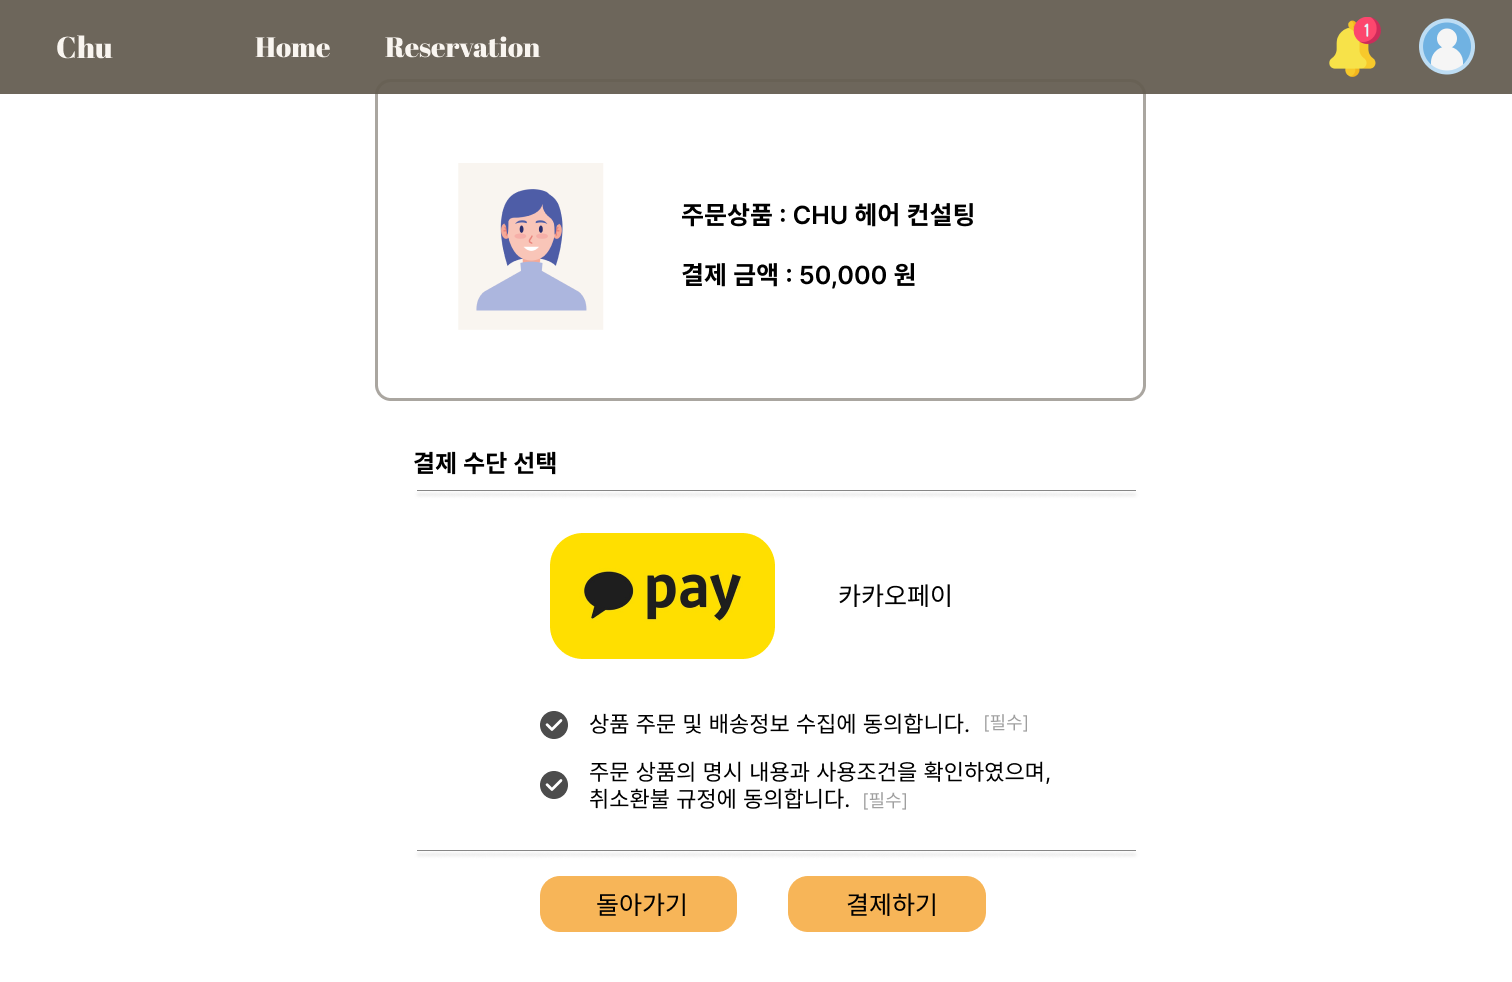 Chu
Home
Reservation
1
주문상품 : CHU 헤어 컨설팅
결제 금액 : 50,000 원
결제 수단 선택
pay
카카오페이
상품 주문 및 배송정보 수집에 동의합니다. [필수]
주문 상품의 명시 내용과 사용조건을 확인하였으며,
취소환불 규정에 동의합니다. [필수]
돌아가기
결제하기